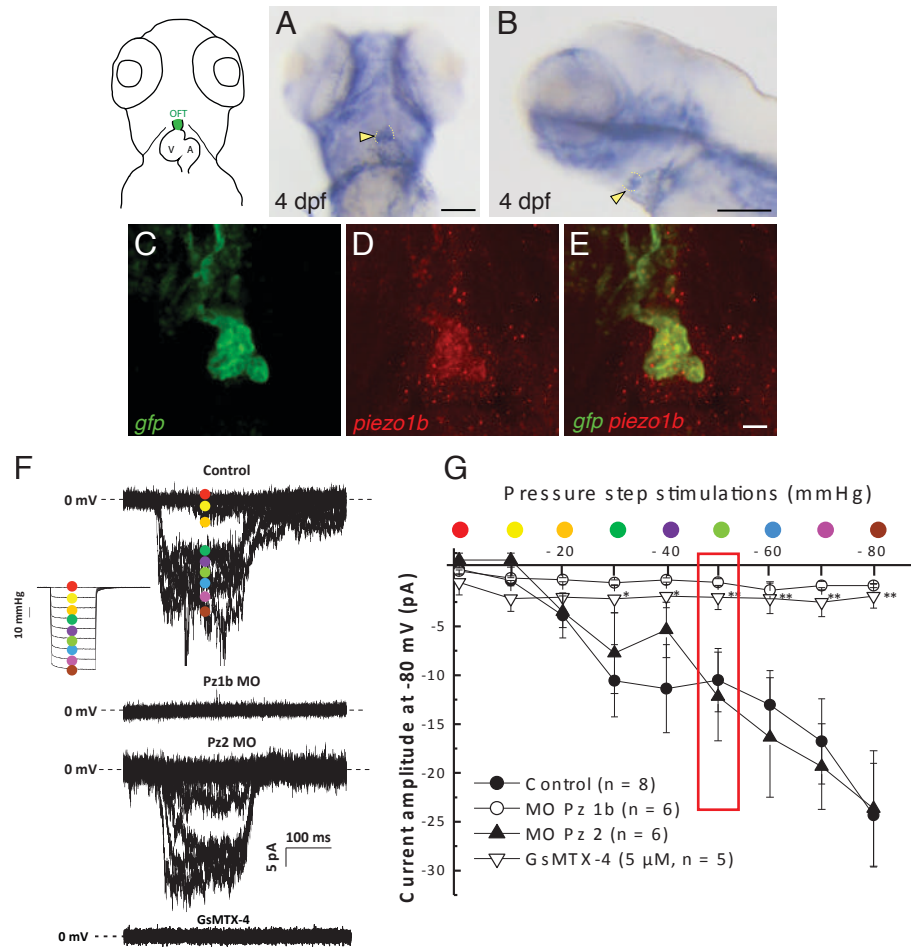 OFT
V A
A
4 dpf
B
4 dpf
C
gfp
D
piezo1b
E
gfp piezo1b
F
Control
0 mV
10 mmHg
Pz1b MO
0 mV
Pz2 MO
0 mV
100 ms
5 pA
GsMTX-4
0 mV
G
Pressure step stimulations (mmHg)
- 20 - 40 - 60 - 80
Current amplitude at -80 mV (pA)
-5
-10
-15
-20
-25
-30
* * ** ** ** **
Control (n = 8)
MO Pz 1b (n = 6)
MO Pz 2 (n = 6)
GsMTX-4 (5 µM, n = 5)